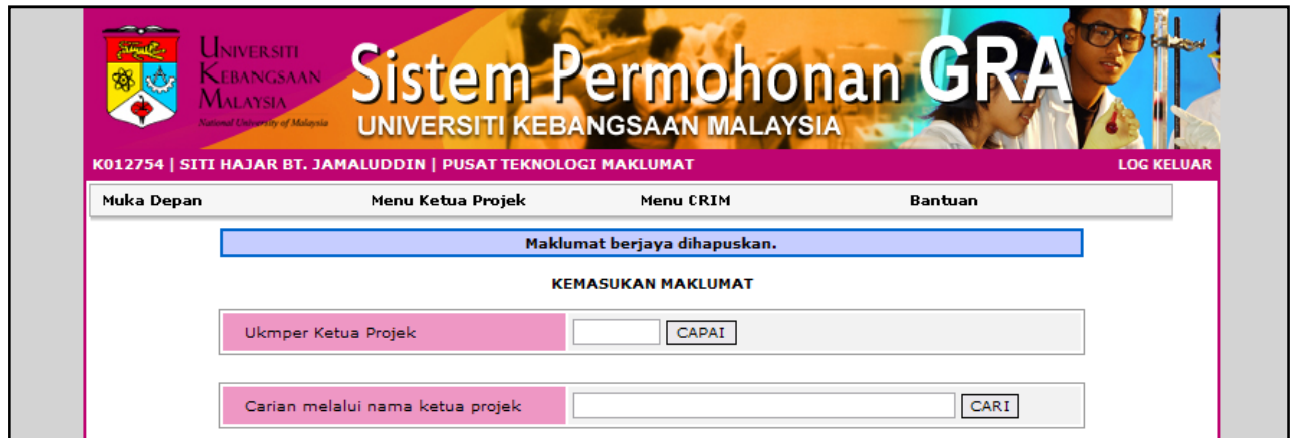 UNIVERSITI
KEBANGSAAN
MALAYSIA
National University of Malaysia
Sistem Permohonan GRA
UNIVERSITI KEBANGSAAN MALAYSIA
K012754 | SITI HAJAR BT. JAMALUDDIN | PUSAT TEKNOLOGI MAKLUMAT LOG KELUAR
Muka Depan Menu Ketua Projek Menu CRIM Bantuan
Maklumat berjaya dihapuskan.
KEMASUKAN MAKLUMAT
Ukmper Ketua Projek CAPAI
Carian melalui nama ketua projek CARI